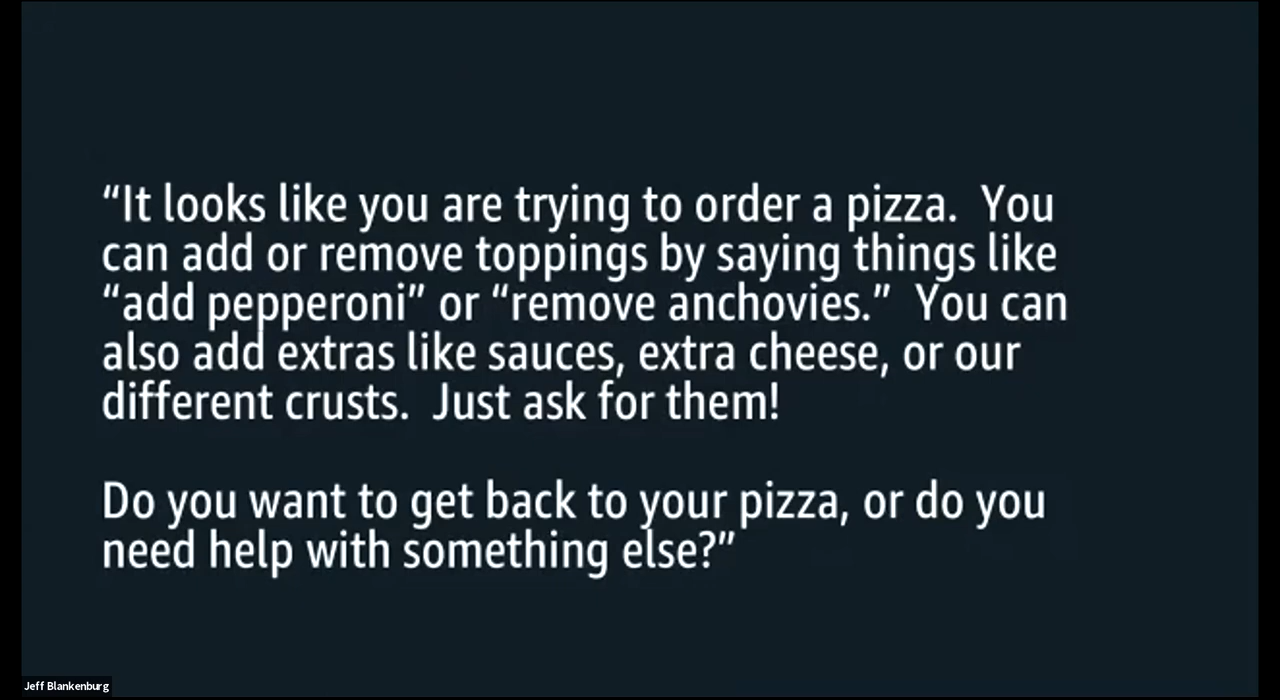 “It looks like you are trying to order a pizza.  You
can add or remove toppings by saying things like
“add pepperoni” or “remove anchovies.”  You can
also add extras like sauces, extra cheese, or our
different crusts.  Just ask for them!
Do you want to get back to your pizza, or do you
need help with something else?”
Jeff Blankenburg